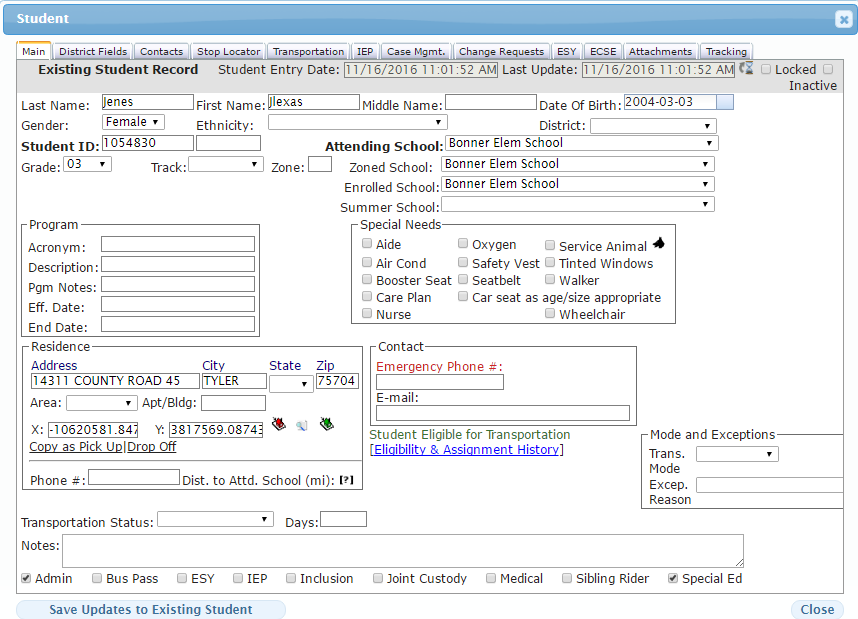 Student
Main District Fields Contacts Stop Locator Transportation IEP Case Mgmt. Change Requests ESY ECSE Attachments Tracking
Existing Student Record Student Entry Date: 11/16/2016 11:01:52 AM Last Update: 11/16/2016 11:01:52 AM Locked
Inactive
Last Name: Jenes First Name: Jlexas Middle Name: Date Of Birth: 2004-03-03
Gender: Female Ethnicity: District:
Student ID: 1054830 Attending School: Bonner Elem School
Grade: 03 Track: Zone: Zoned School: Bonner Elem School
Enrolled School: Bonner Elem School
Summer School:
Program
Acronym:
Description:
Pgm Notes:
Eff. Date:
End Date:
Special Needs
Aide Oxygen Service Animal
Air Cond Safety Vest Tinted Windows
Booster Seat Seatbelt Walker
Care Plan Car seat as age/size appropriate
Nurse Wheelchair
Residence
Address City State Zip
14311 COUNTY ROAD 45 TYLER 75704
Area: Apt/Bldg:
X: -10620581.847 Y: 3817569.08743
Copy as Pick Up|Drop Off
Phone #: Dist. to Attd. School (mi): [?]
Contact
Emergency Phone #:
E-mail:
Student Eligible for Transportation
[Eligibility & Assignment History]
Mode and Exceptions
Trans.
Mode
Excep.
Reason
Transportation Status: Days:
Notes:
Admin Bus Pass ESY IEP Inclusion Joint Custody Medical Sibling Rider Special Ed
Save Updates to Existing Student Close